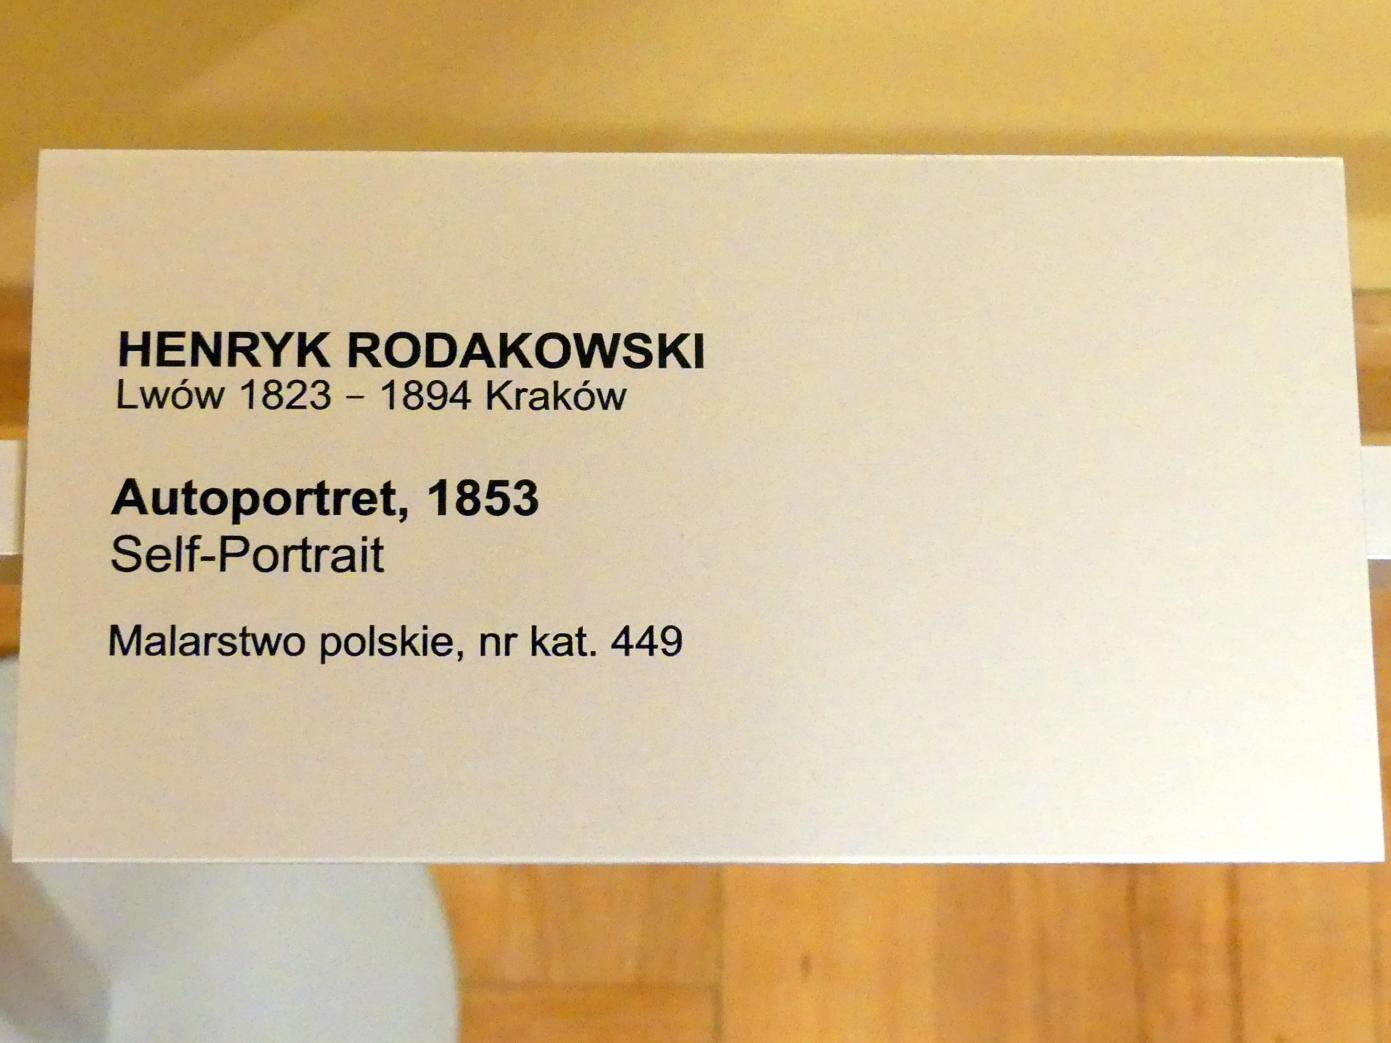 HENRYK RODAKOWSKI
Lwów 1823 – 1894 Kraków
Autoportret, 1853
Self-Portrait
Malarstwo polskie, nr kat. 449